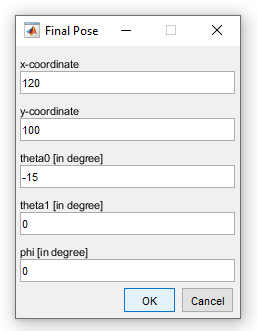 Final Pose
x-coordinate
120
y-coordinate
100
theta0 [in degree]
-15
theta1 [in degree]
0
phi [in degree]
0
OK Cancel